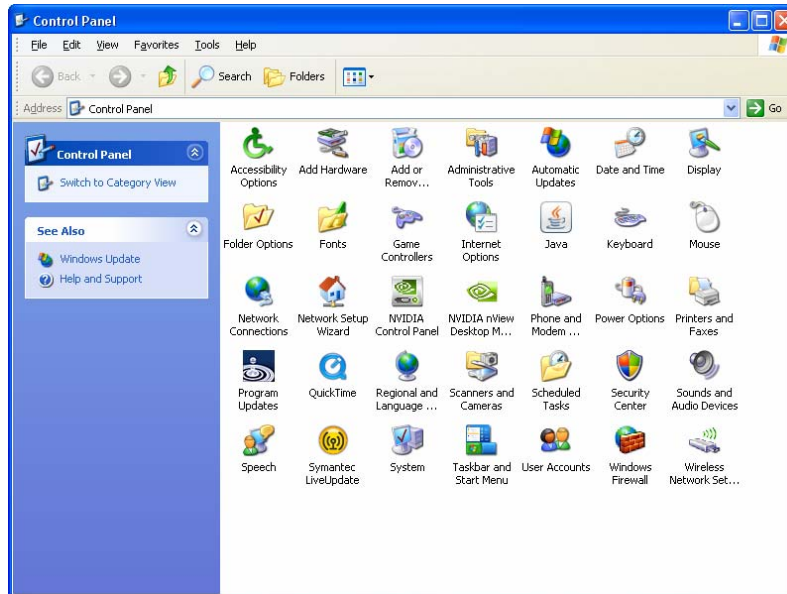 Control Panel
File Edit View Favorites Tools Help
Back Search Folders
Address Control Panel Go
Control Panel
Switch to Category View
See Also
Windows Update
Help and Support
Accessibility Options
Add Hardware
Add or Remov...
Administrative Tools
Automatic Updates
Date and Time
Display
Folder Options
Fonts
Game Controllers
Internet Options
Java
Keyboard
Mouse
Network Connections
Network Setup Wizard
NVIDIA Control Panel
NVIDIA nView Desktop M...
Phone and Modem ...
Power Options
Printers and Faxes
Program Updates
QuickTime
Regional and Language ...
Scanners and Cameras
Scheduled Tasks
Security Center
Sounds and Audio Devices
Speech
Symantec LiveUpdate
System
Taskbar and Start Menu
User Accounts
Windows Firewall
Wireless Network Set...